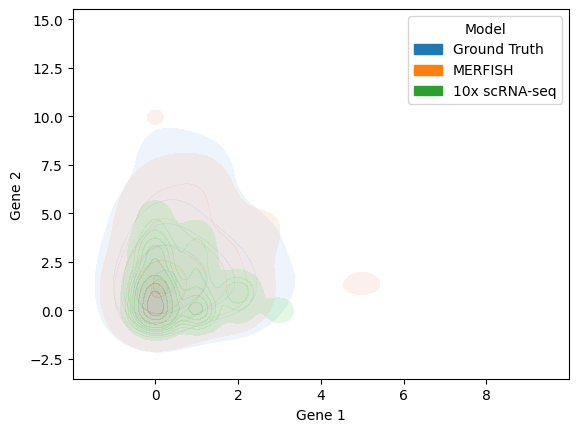 15.0
12.5
10.0
7.5
5.0
2.5
0.0
−2.5
Gene 2
0
2
4
6
8
Gene 1
Model
Ground Truth
MERFISH
10x scRNA-seq